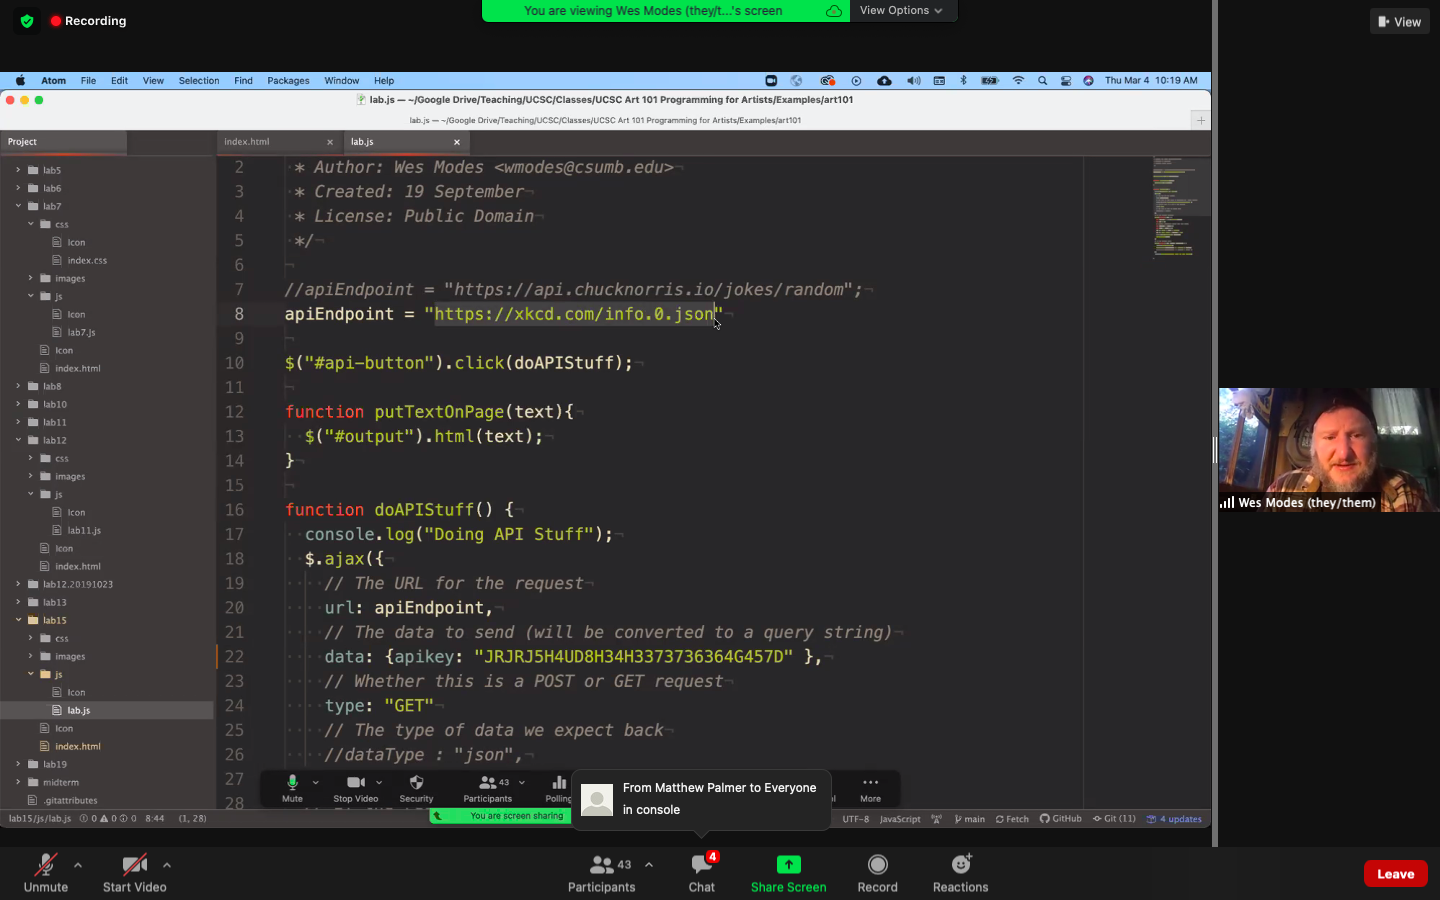 Recording
You are viewing Wes Modes (they/t...'s screen
View Options
View
Atom File Edit View Selection Find Packages Window Help
Thu Mar 4 10:19 AM
lab.js — ~/Google Drive/Teaching/UCSC/Classes/UCSC Art 101 Programming for Artists/Examples/art101
lab.js — ~/Google Drive/Teaching/UCSC/Classes/UCSC Art 101 Programming for Artists/Examples/art101
Project
index.html
lab.js
lab5
lab6
lab7
css
Icon
index.css
images
js
Icon
lab7.js
Icon
index.html
lab8
lab10
lab11
lab12
css
images
js
Icon
lab11.js
Icon
index.html
lab12.20191023
lab13
lab15
css
images
js
Icon
lab.js
Icon
index.html
lab19
midterm
.gitattributes
2 * Author: Wes Modes <wmodes@csumb.edu>
3 * Created: 19 September
4 * License: Public Domain
5 */
6
7 //apiEndpoint = "https://api.chucknorris.io/jokes/random";
8 apiEndpoint = "https://xkcd.com/info.0.json"
9
10 $("#api-button").click(doAPIStuff);
11
12 function putTextOnPage(text){
13 $("#output").html(text);
14 }
15
16 function doAPIStuff() {
17 console.log("Doing API Stuff");
18 $.ajax({
19 // The URL for the request
20 url: apiEndpoint,
21 // The data to send (will be converted to a query string)
22 data: {apikey: "JRJRJ5H4UD8H34H3373736364G457D" },
23 // Whether this is a POST or GET request
24 type: "GET"
25 // The type of data we expect back
26 //dataType : "json",
27
28
Mute
Stop Video
Security
43
Participants
Polling
More
From Matthew Palmer to Everyone
in console
You are screen sharing
lab15/js/lab.js 0 0 0 8:44 (1, 28)
UTF-8 JavaScript main Fetch GitHub Git (11) 4 updates
Wes Modes (they/them)
Unmute
Start Video
43
Participants
4
Chat
Share Screen
Record
Reactions
Leave